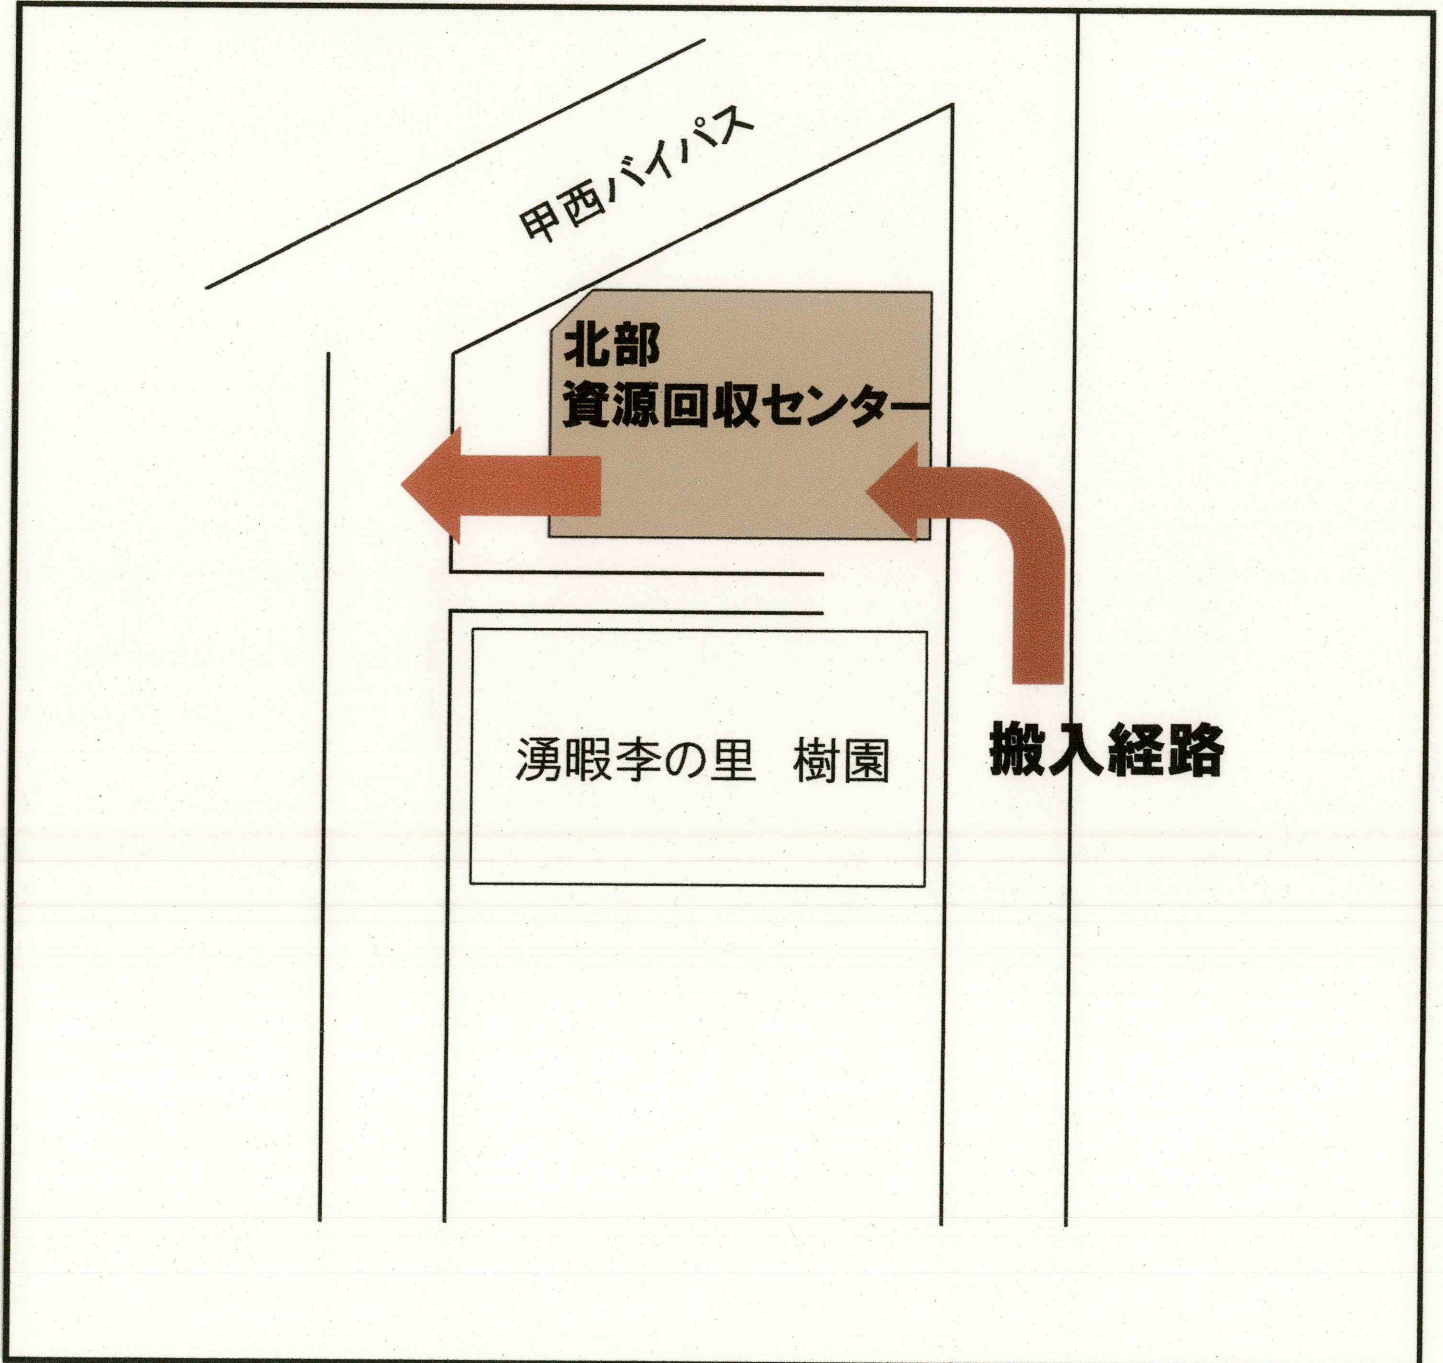 甲西バイパス
北部
資源回収センター
湧暇李の里　樹園
搬入経路